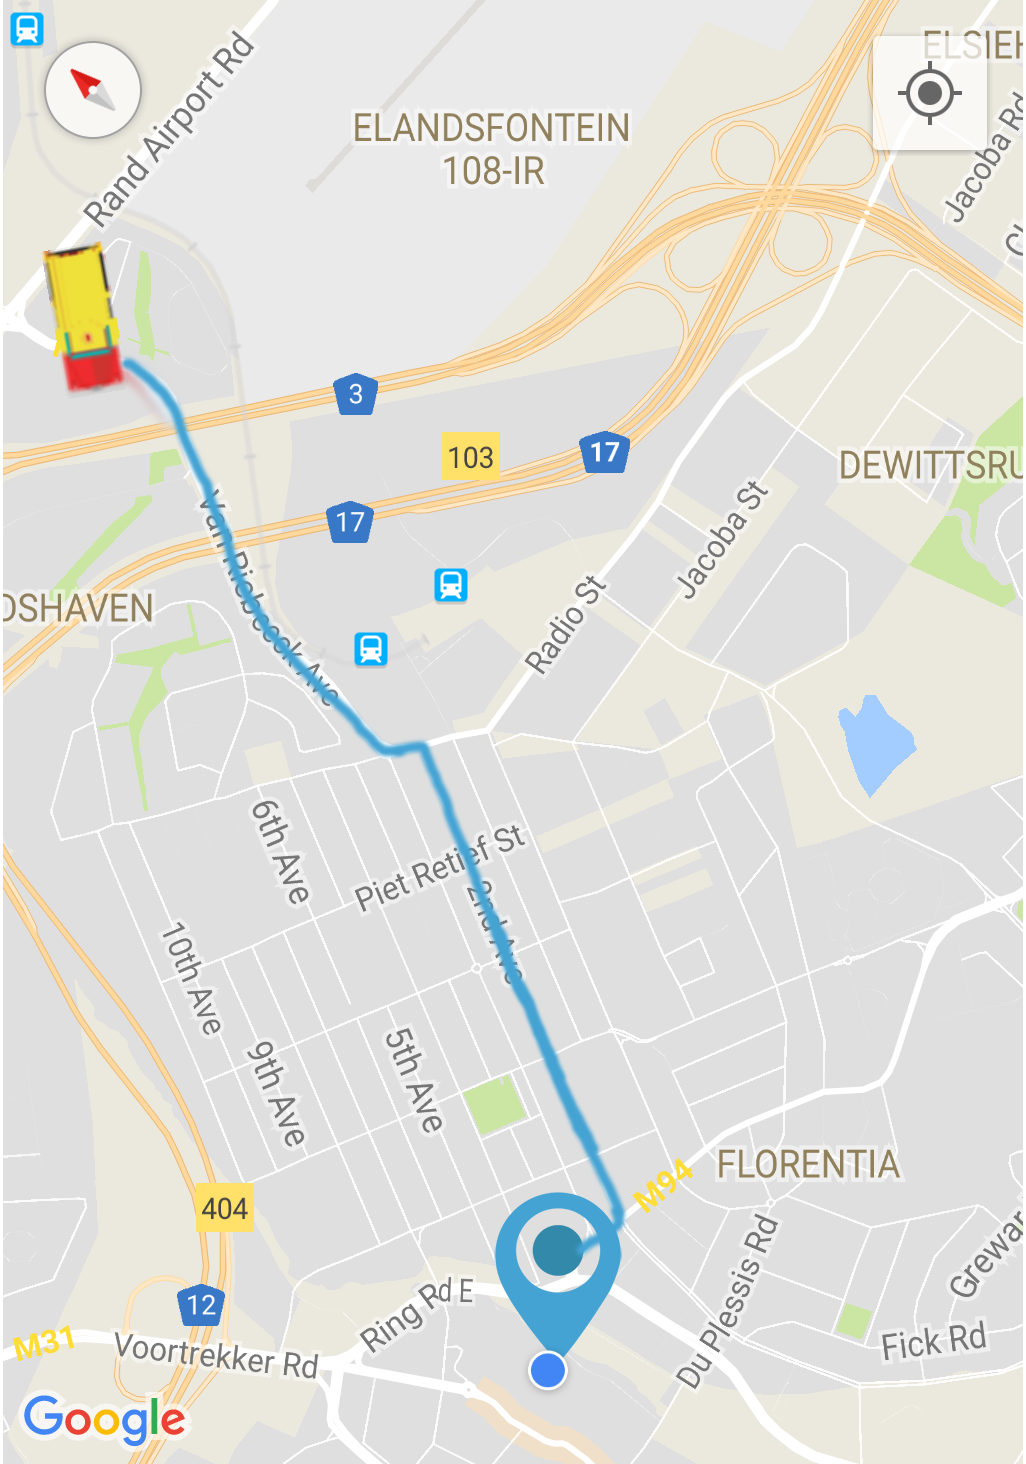 ELSIEH
Rand Airport Rd
ELANDSFONTEIN
108-IR
Jacoba Rd
3
103
17
17
DEWITTSRU
Jacoba St
Van Riebeeck Ave
DSHAVEN
Radio St
6th Ave
Piet Retief St
2nd Ave
10th Ave
9th Ave
5th Ave
M94
FLORENTIA
404
Ring Rd E
12
M31
Voortrekker Rd
Du Plessis Rd
Grewar
Fick Rd
Google